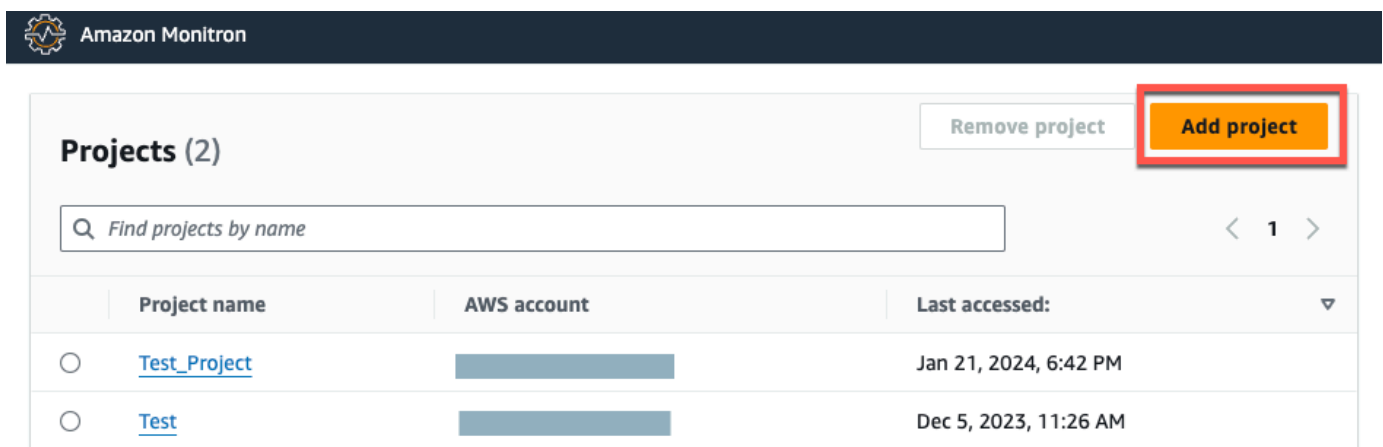 Amazon Monitron
Remove project
Add project
Projects (2)
Find projects by name
1
Project name AWS account Last accessed:
Test_Project Jan 21, 2024, 6:42 PM
Test Dec 5, 2023, 11:26 AM